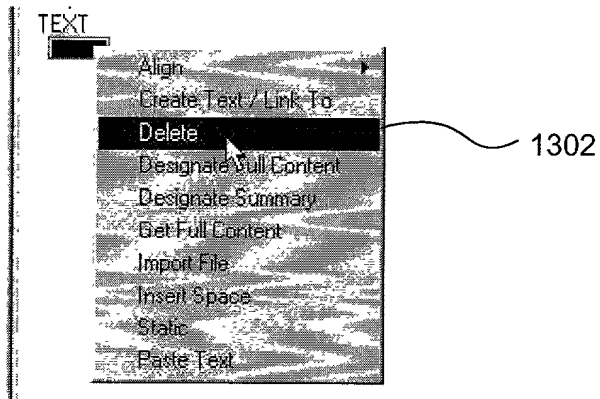 TEXT
Align
Create Text / Link To
Delete
1302
Designate Full Content
Designate Summary
Get Full Content
Import File
Insert Space
Static
Paste Text